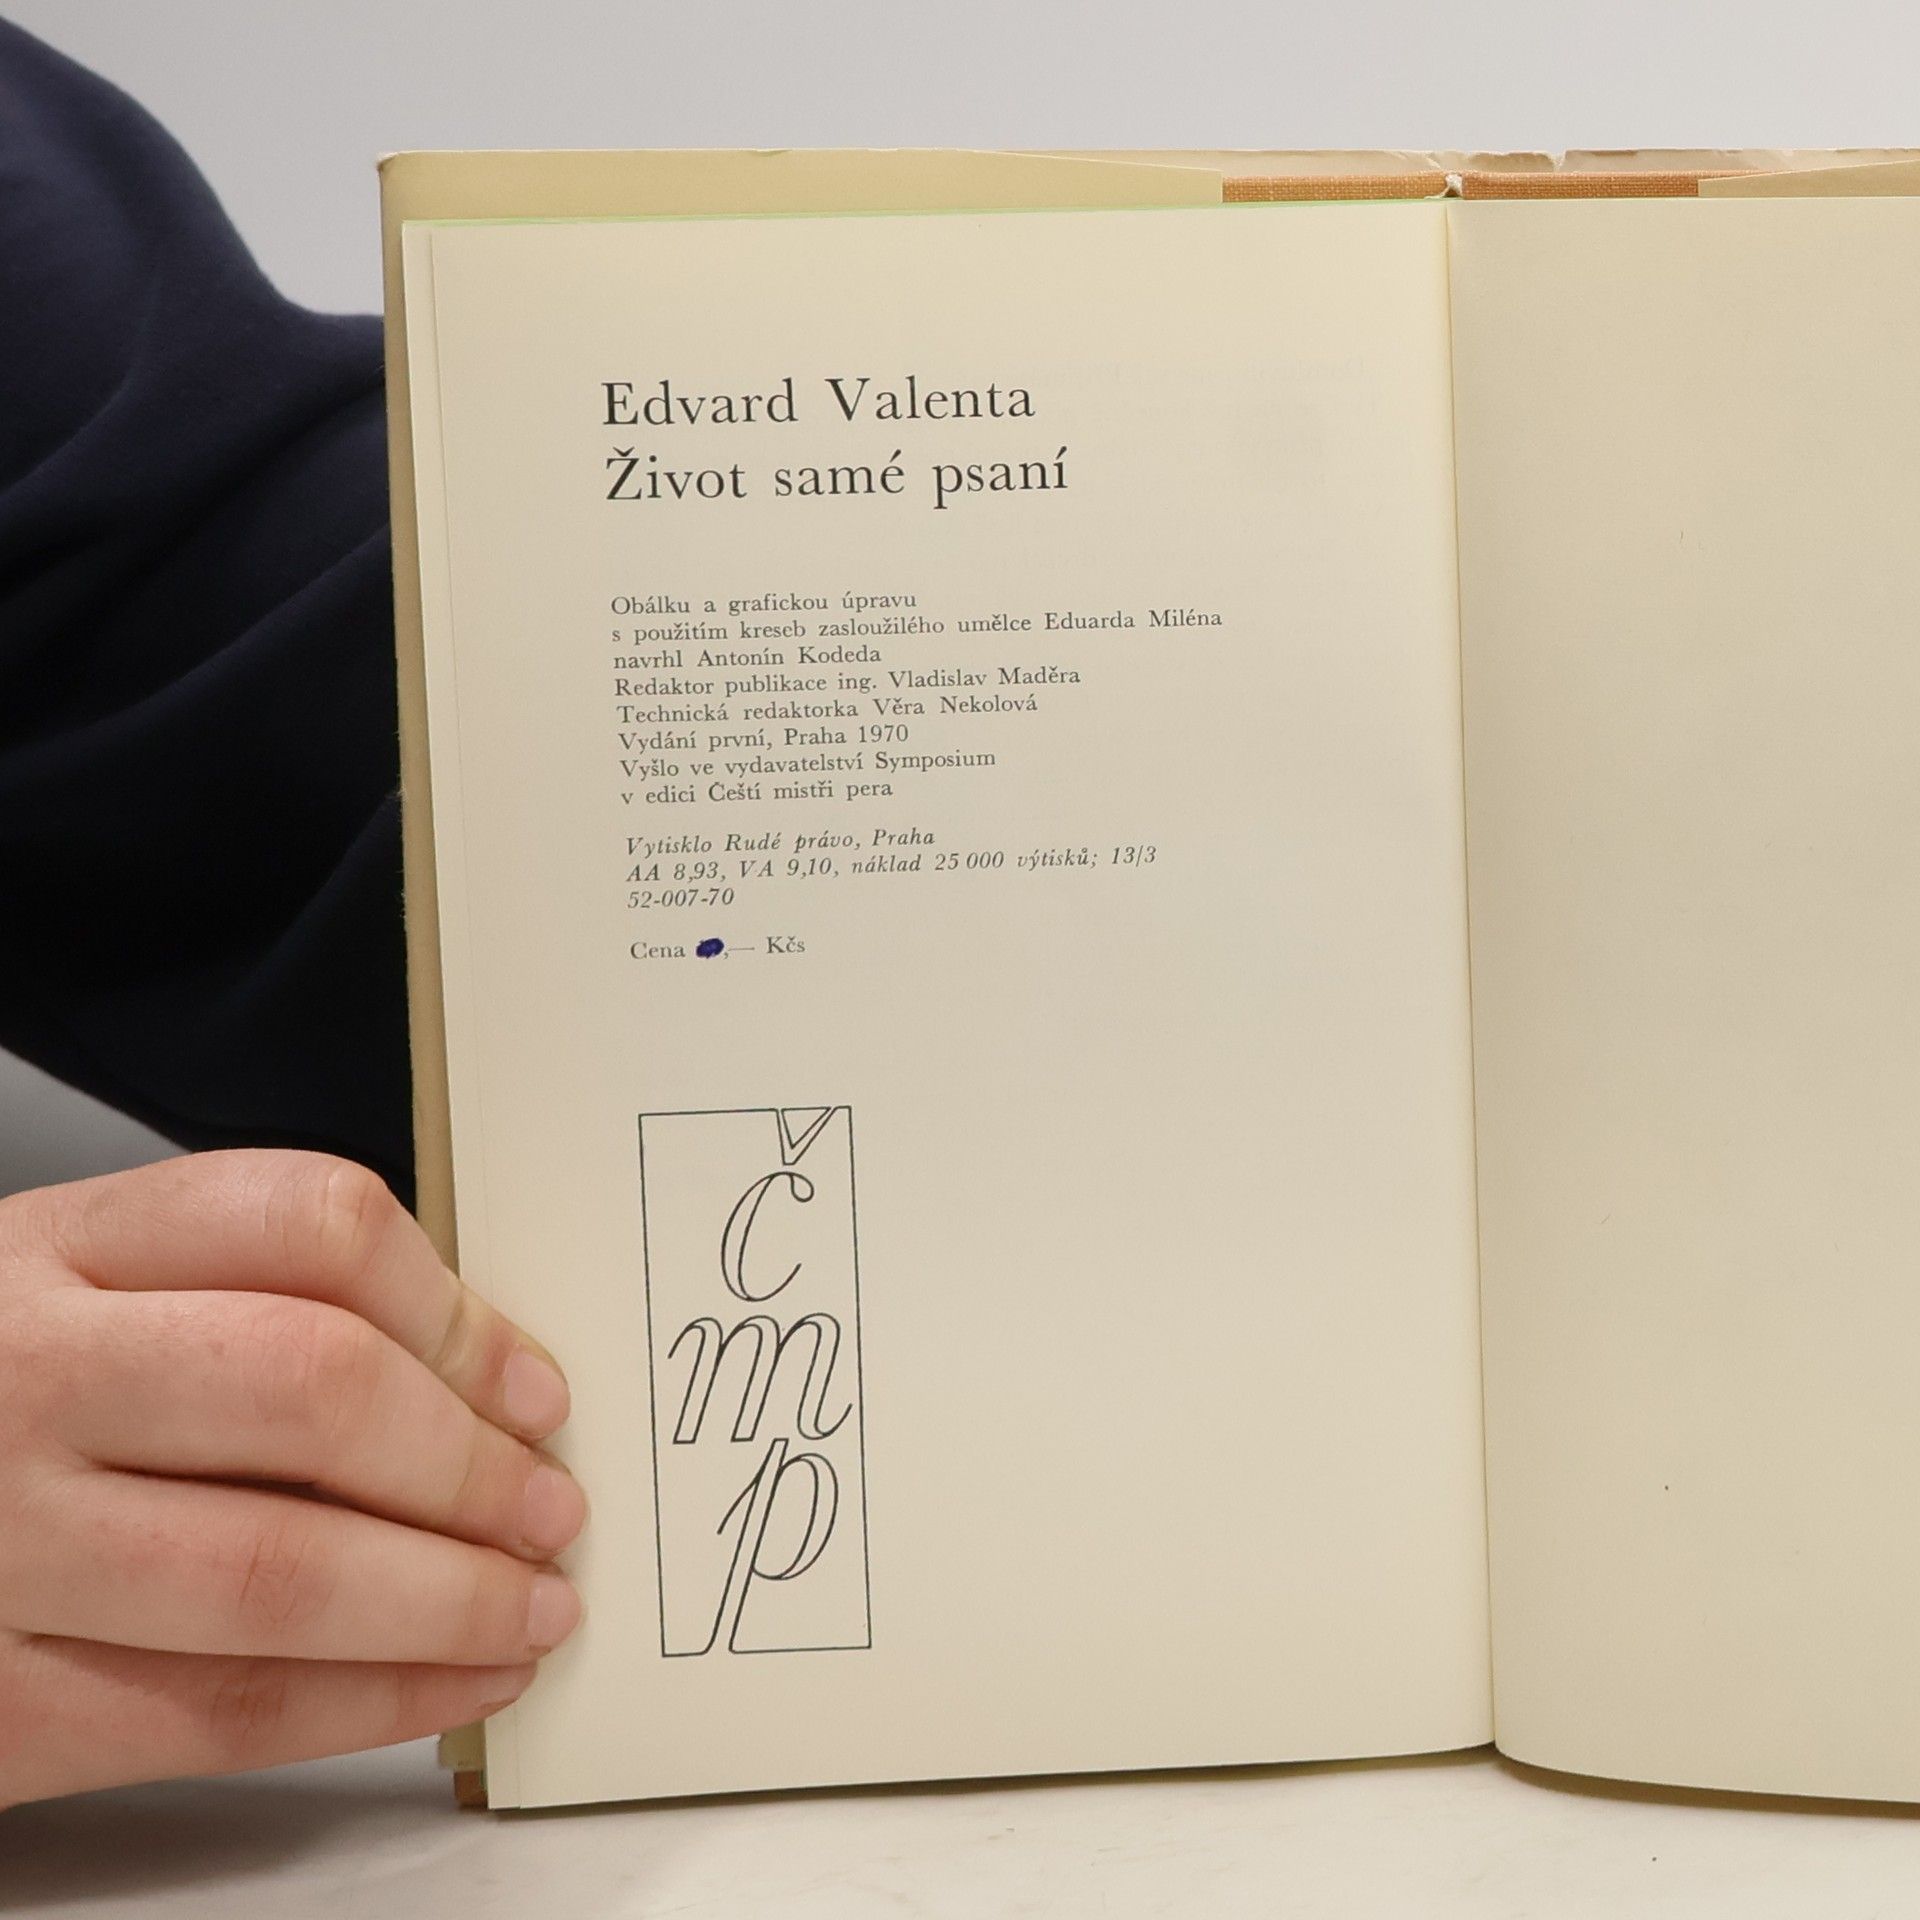 Edvard Valenta
Život samé psaní
Obálku a grafickou úpravu
s použitím kreseb zasloužilého umělce Eduarda Miléna
navrhl Antonín Kodeda
Redaktor publikace ing. Vladislav Maděra
Technická redaktorka Věra Nekolová
Vydání první, Praha 1970
Vyšlo ve vydavatelství Symposium
v edici Čeští mistři pera
Vytisklo Rudé právo, Praha
AA 8,93, VA 9,10, náklad 25 000 výtisků; 13/3
52-007-70
Cena ,— Kčs
č
m
p